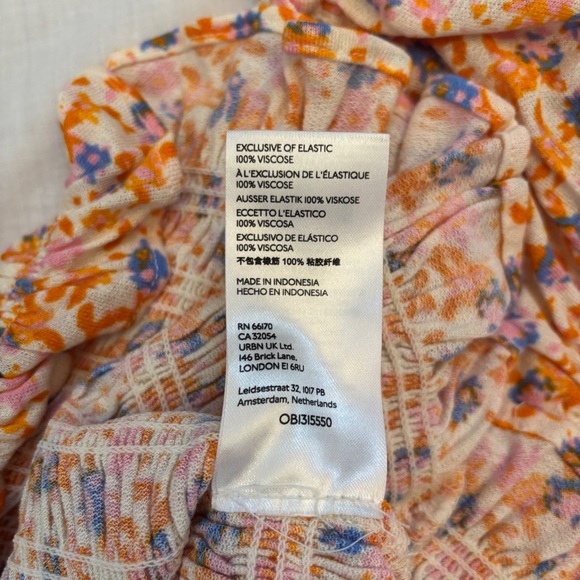 EXCLUSIVE OF ELASTIC
100% VISCOSE
À L'EXCLUSION DE L'ÉLASTIQUE
100% VISCOSE
AUSSER ELASTIK 100% VISKOSE
ECCETTO L'ELASTICO
100% VISCOSA
EXCLUSIVO DE ELÁSTICO
100% VISCOSA
不包含橡筋 100% 粘胶纤维
MADE IN INDONESIA
HECHO EN INDONESIA
RN 66170
CA 32054
URBN UK Ltd.
146 Brick Lane,
LONDON E1 6RU
Leidsestraat 32, 1017 PB
Amsterdam, Netherlands
OB1315550